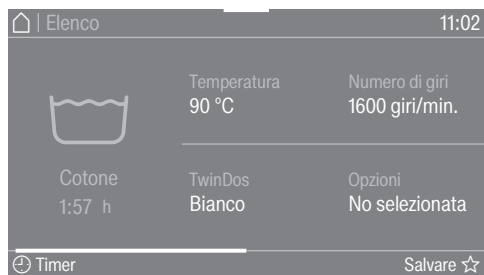 | Elenco 11:02
Temperatura Numero di giri
90 °C 1600 giri/min.
Cotone TwinDos Opzioni
1:57 h Bianco No selezionata
Timer Salvare